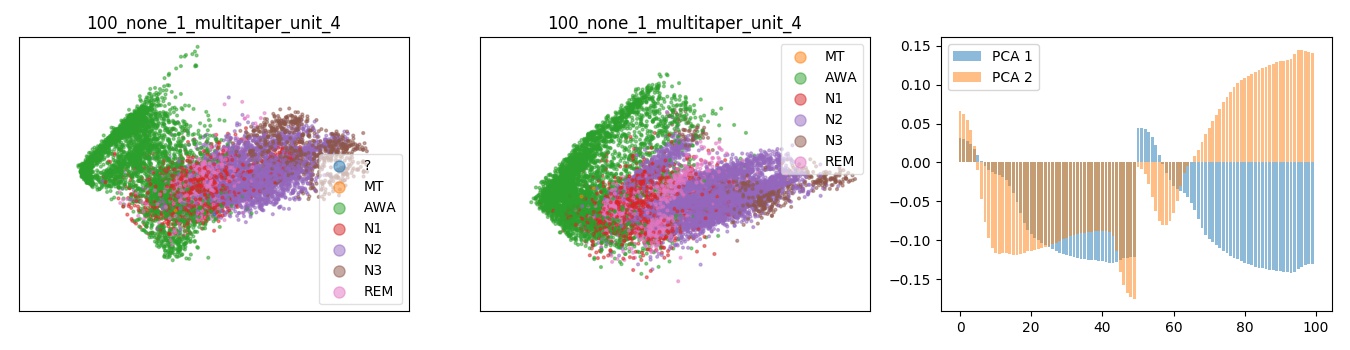 100_none_1_multitaper_unit_4
?
MT
AWA
N1
N2
N3
REM
100_none_1_multitaper_unit_4
MT
AWA
N1
N2
N3
REM
PCA 1
PCA 2
0.15
0.10
0.05
0.00
−0.05
−0.10
−0.15
0
20
40
60
80
100